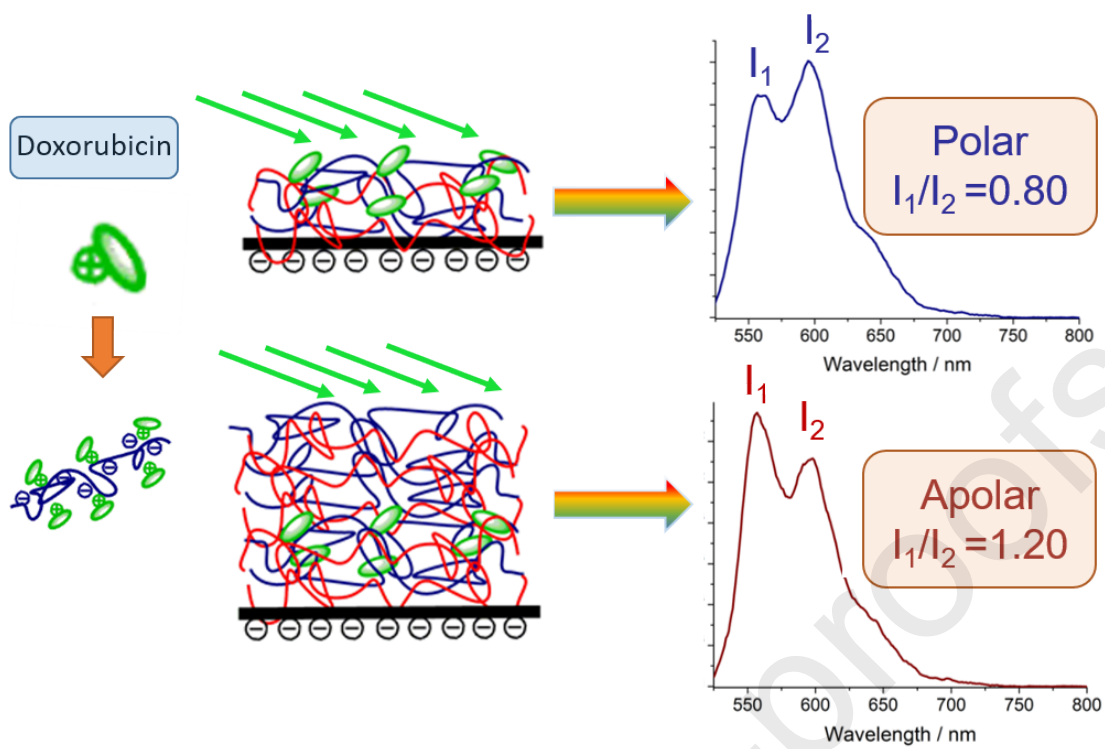 Doxorubicin
I₁
I₂
Polar
I₁/I₂ =0.80
550 600 650 700 750 800
Wavelength / nm
I₁
I₂
Apolar
I₁/I₂ =1.20
550 600 650 700 750 800
Wavelength / nm
proofs